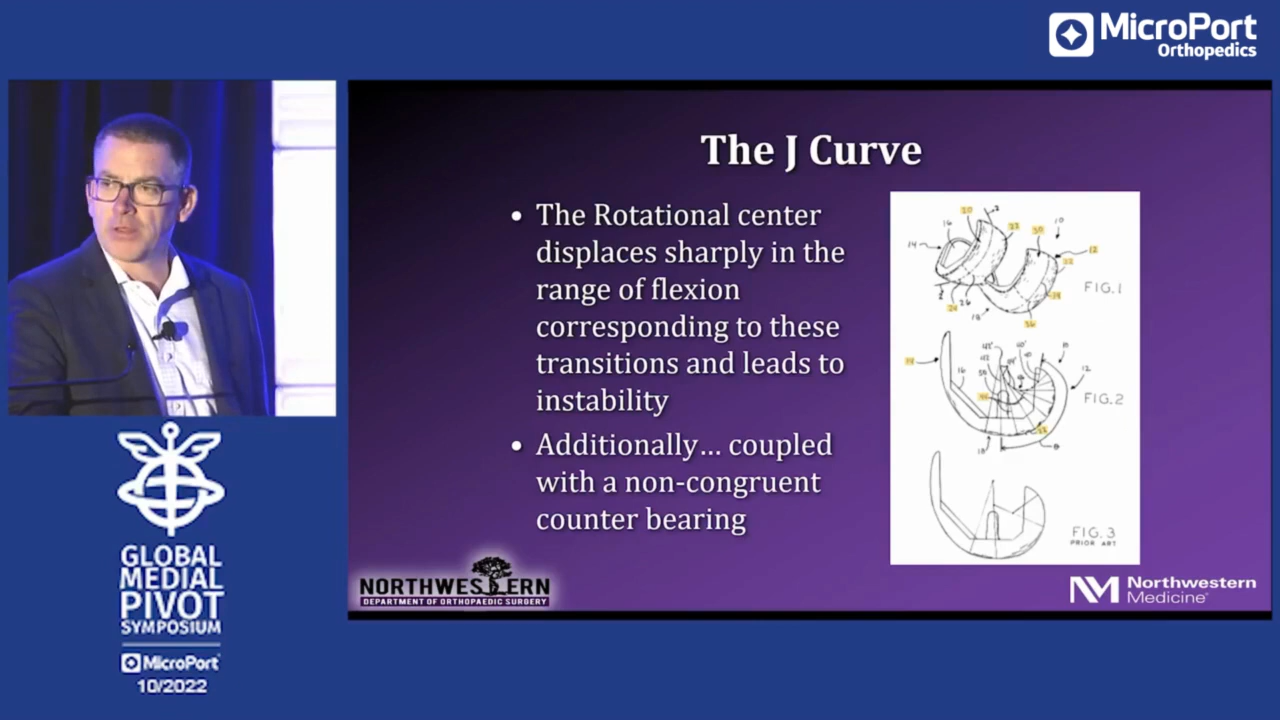 MicroPort
Orthopedics
The J Curve
• The Rotational center
displaces sharply in the
range of flexion
corresponding to these
transitions and leads to
instability
• Additionally... coupled
with a non-congruent
counter bearing
FIG.1
FIG.2
FIG.3
PRIOR ART
NORTHWESTERN
DEPARTMENT OF ORTHOPAEDIC SURGERY
NM Northwestern
Medicine
GLOBAL
MEDIAL
PIVOT
SYMPOSIUM
MicroPort
10/2022